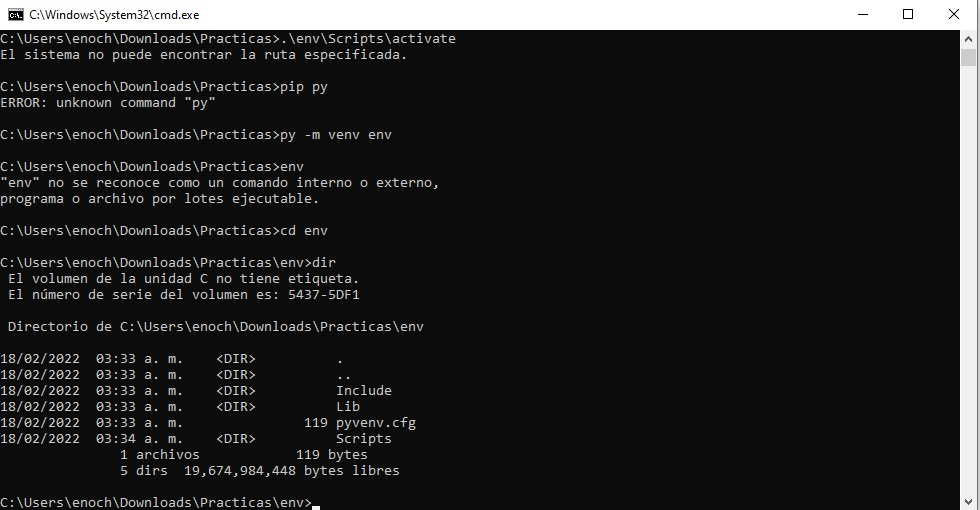 C:\Windows\System32\cmd.exe
C:\Users\enoch\Downloads\Practicas>.\env\Scripts\activate
El sistema no puede encontrar la ruta especificada.
C:\Users\enoch\Downloads\Practicas>pip py
ERROR: unknown command "py"
C:\Users\enoch\Downloads\Practicas>py -m venv env
C:\Users\enoch\Downloads\Practicas>env
"env" no se reconoce como un comando interno o externo,
programa o archivo por lotes ejecutable.
C:\Users\enoch\Downloads\Practicas>cd env
C:\Users\enoch\Downloads\Practicas\env>dir
 El volumen de la unidad C no tiene etiqueta.
 El número de serie del volumen es: 5437-5DF1
 Directorio de C:\Users\enoch\Downloads\Practicas\env
18/02/2022  03:33 a. m.    <DIR>          .
18/02/2022  03:33 a. m.    <DIR>          ..
18/02/2022  03:33 a. m.    <DIR>          Include
18/02/2022  03:33 a. m.    <DIR>          Lib
18/02/2022  03:33 a. m.               119 pyvenv.cfg
18/02/2022  03:34 a. m.    <DIR>          Scripts
               1 archivos            119 bytes
               5 dirs  19,674,984,448 bytes libres
C:\Users\enoch\Downloads\Practicas\env>